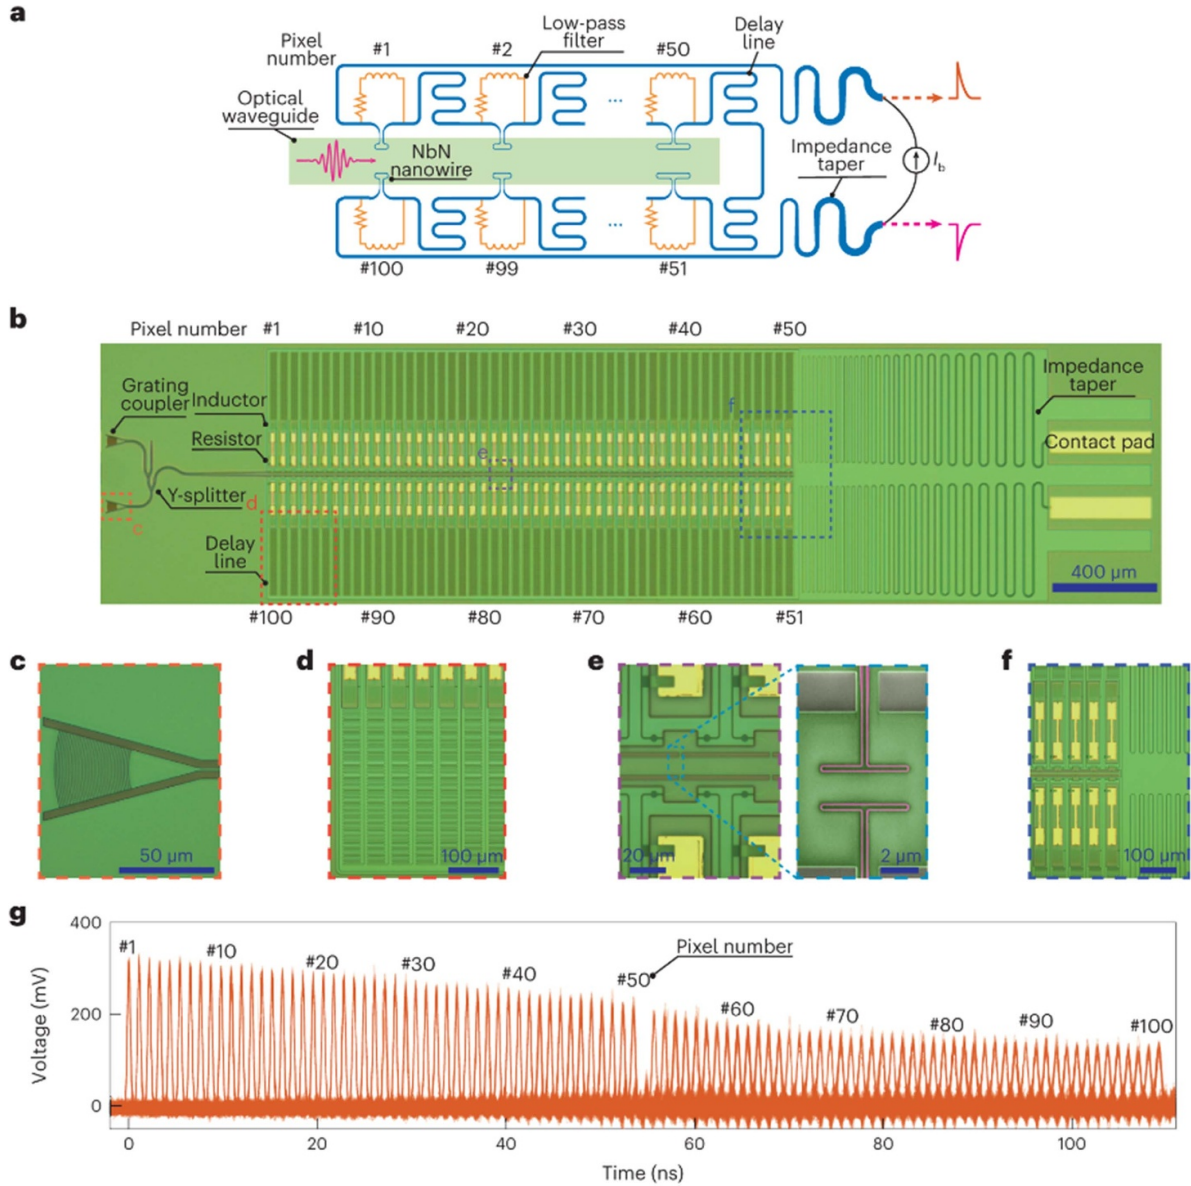 a
Pixel
number
#1
#2
Low-pass
filter
#50
Delay
line
...
Optical
waveguide
NbN
nanowire
Impedance
taper
Ib
...
#100
#99
#51
b
Pixel number
#1
#10
#20
#30
#40
#50
Grating
coupler
Inductor
Resistor
Y-splitter
Delay
line
c
d
e
f
Impedance
taper
Contact pad
400 µm
#100
#90
#80
#70
#60
#51
c
50 µm
d
100 µm
e
20 µm
2 µm
f
100 µm
g
Voltage (mV)
400
200
0
#1
#10
#20
#30
#40
#50
Pixel number
#60
#70
#80
#90
#100
0
20
40
60
80
100
Time (ns)